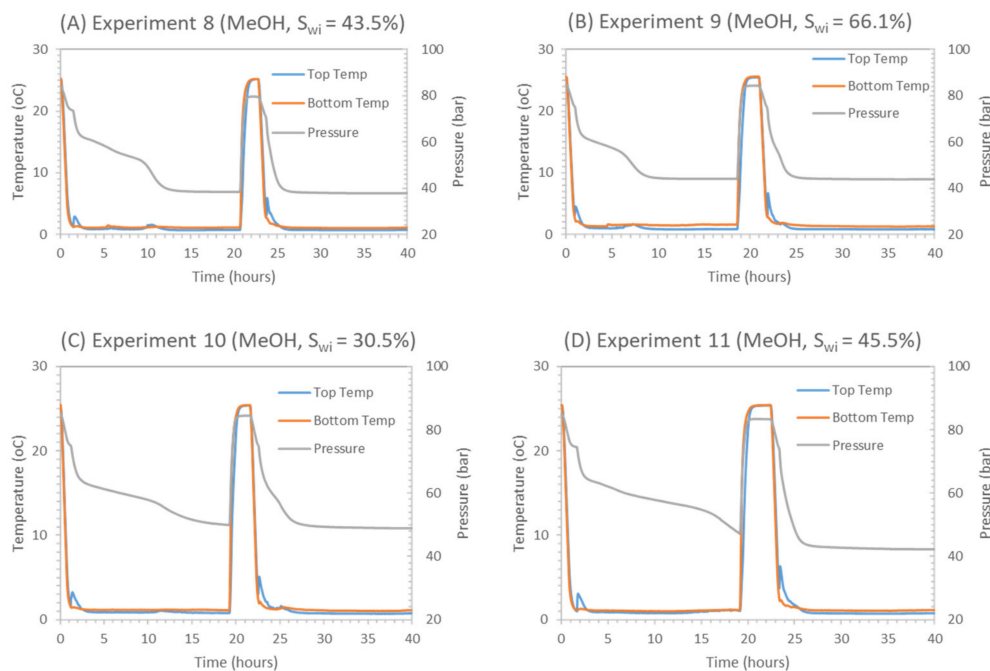 (A) Experiment 8 (MeOH, Swi = 43.5%)
30
20
10
0
Temperature (oC)
100
80
60
40
20
Pressure (bar)
Top Temp
Bottom Temp
Pressure
0 5 10 15 20 25 30 35 40
Time (hours)
(B) Experiment 9 (MeOH, Swi = 66.1%)
30
20
10
0
Temperature (oC)
100
80
60
40
20
Pressure (bar)
Top Temp
Bottom Temp
Pressure
0 5 10 15 20 25 30 35 40
Time (hours)
(C) Experiment 10 (MeOH, Swi = 30.5%)
30
20
10
0
Temperature (oC)
100
80
60
40
20
Pressure (bar)
Top Temp
Bottom Temp
Pressure
0 5 10 15 20 25 30 35 40
Time (hours)
(D) Experiment 11 (MeOH, Swi = 45.5%)
30
20
10
0
Temperature (oC)
100
80
60
40
20
Pressure (bar)
Top Temp
Bottom Temp
Pressure
0 5 10 15 20 25 30 35 40
Time (hours)